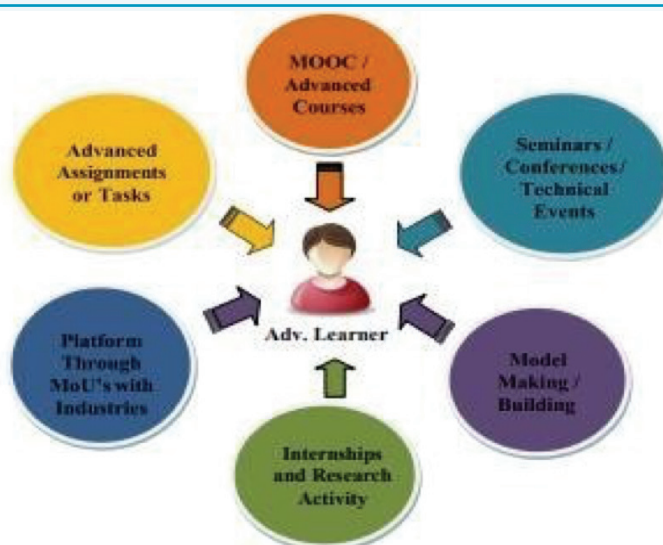 MOOC /
Advanced
Courses
Advanced
Assignments
or Tasks
Seminars /
Conferences/
Technical
Events
Adv. Learner
Platform
Through
MoU's with
Industries
Model
Making /
Building
Internships
and Research
Activity